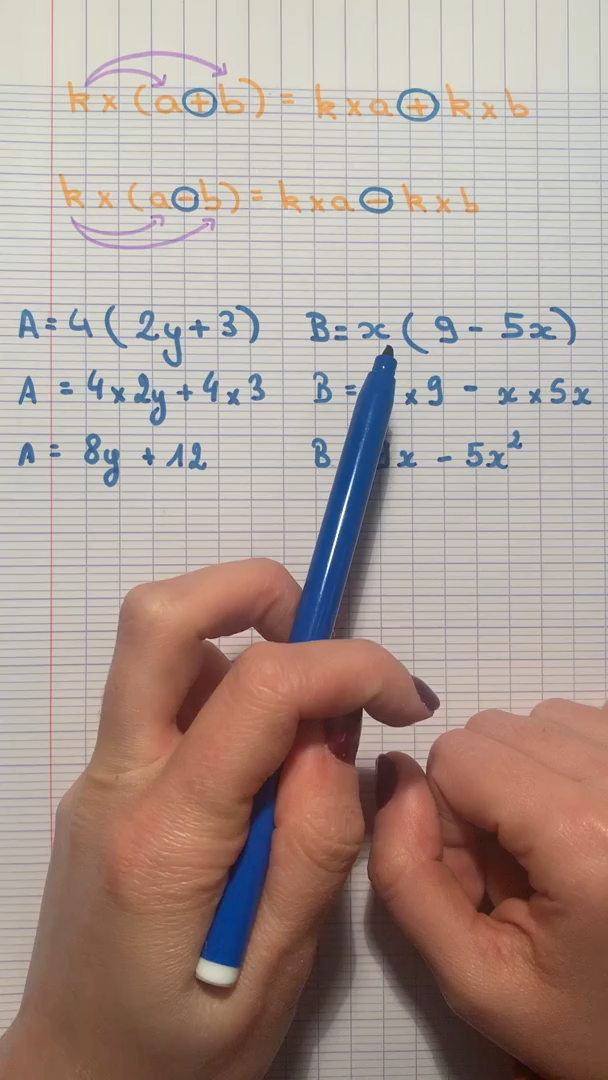 k × (a + b) = k × a + k × b
k × (a - b) = k × a - k × b
A = 4 ( 2y + 3 )
A = 4 × 2y + 4 × 3
A = 8y + 12
B = x ( 9 - 5x )
B = × 9 - x × 5x
B x - 5x²